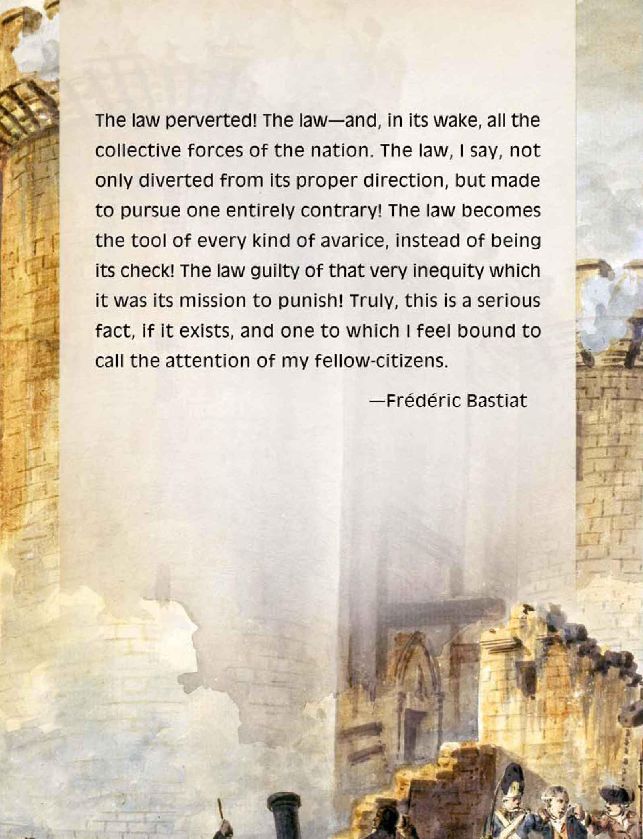 The law perverted! The law—and, in its wake, all the
collective forces of the nation. The law, I say, not
only diverted from its proper direction, but made
to pursue one entirely contrary! The law becomes
the tool of every kind of avarice, instead of being
its check! The law guilty of that very inequity which
it was its mission to punish! Truly, this is a serious
fact, if it exists, and one to which I feel bound to
call the attention of my fellow-citizens.
—Frédéric Bastiat